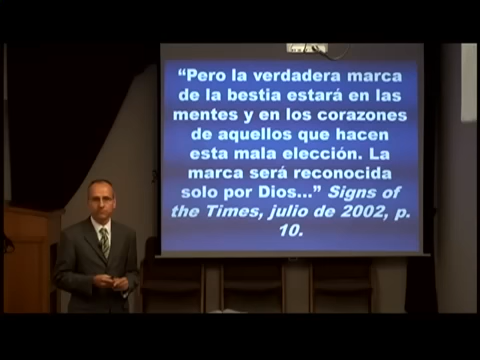 “Pero la verdadera marca
de la bestia estará en las
mentes y en los corazones
de aquellos que hacen
esta mala elección. La
marca será reconocida
solo por Dios...” Signs of
the Times, julio de 2002, p.
10.